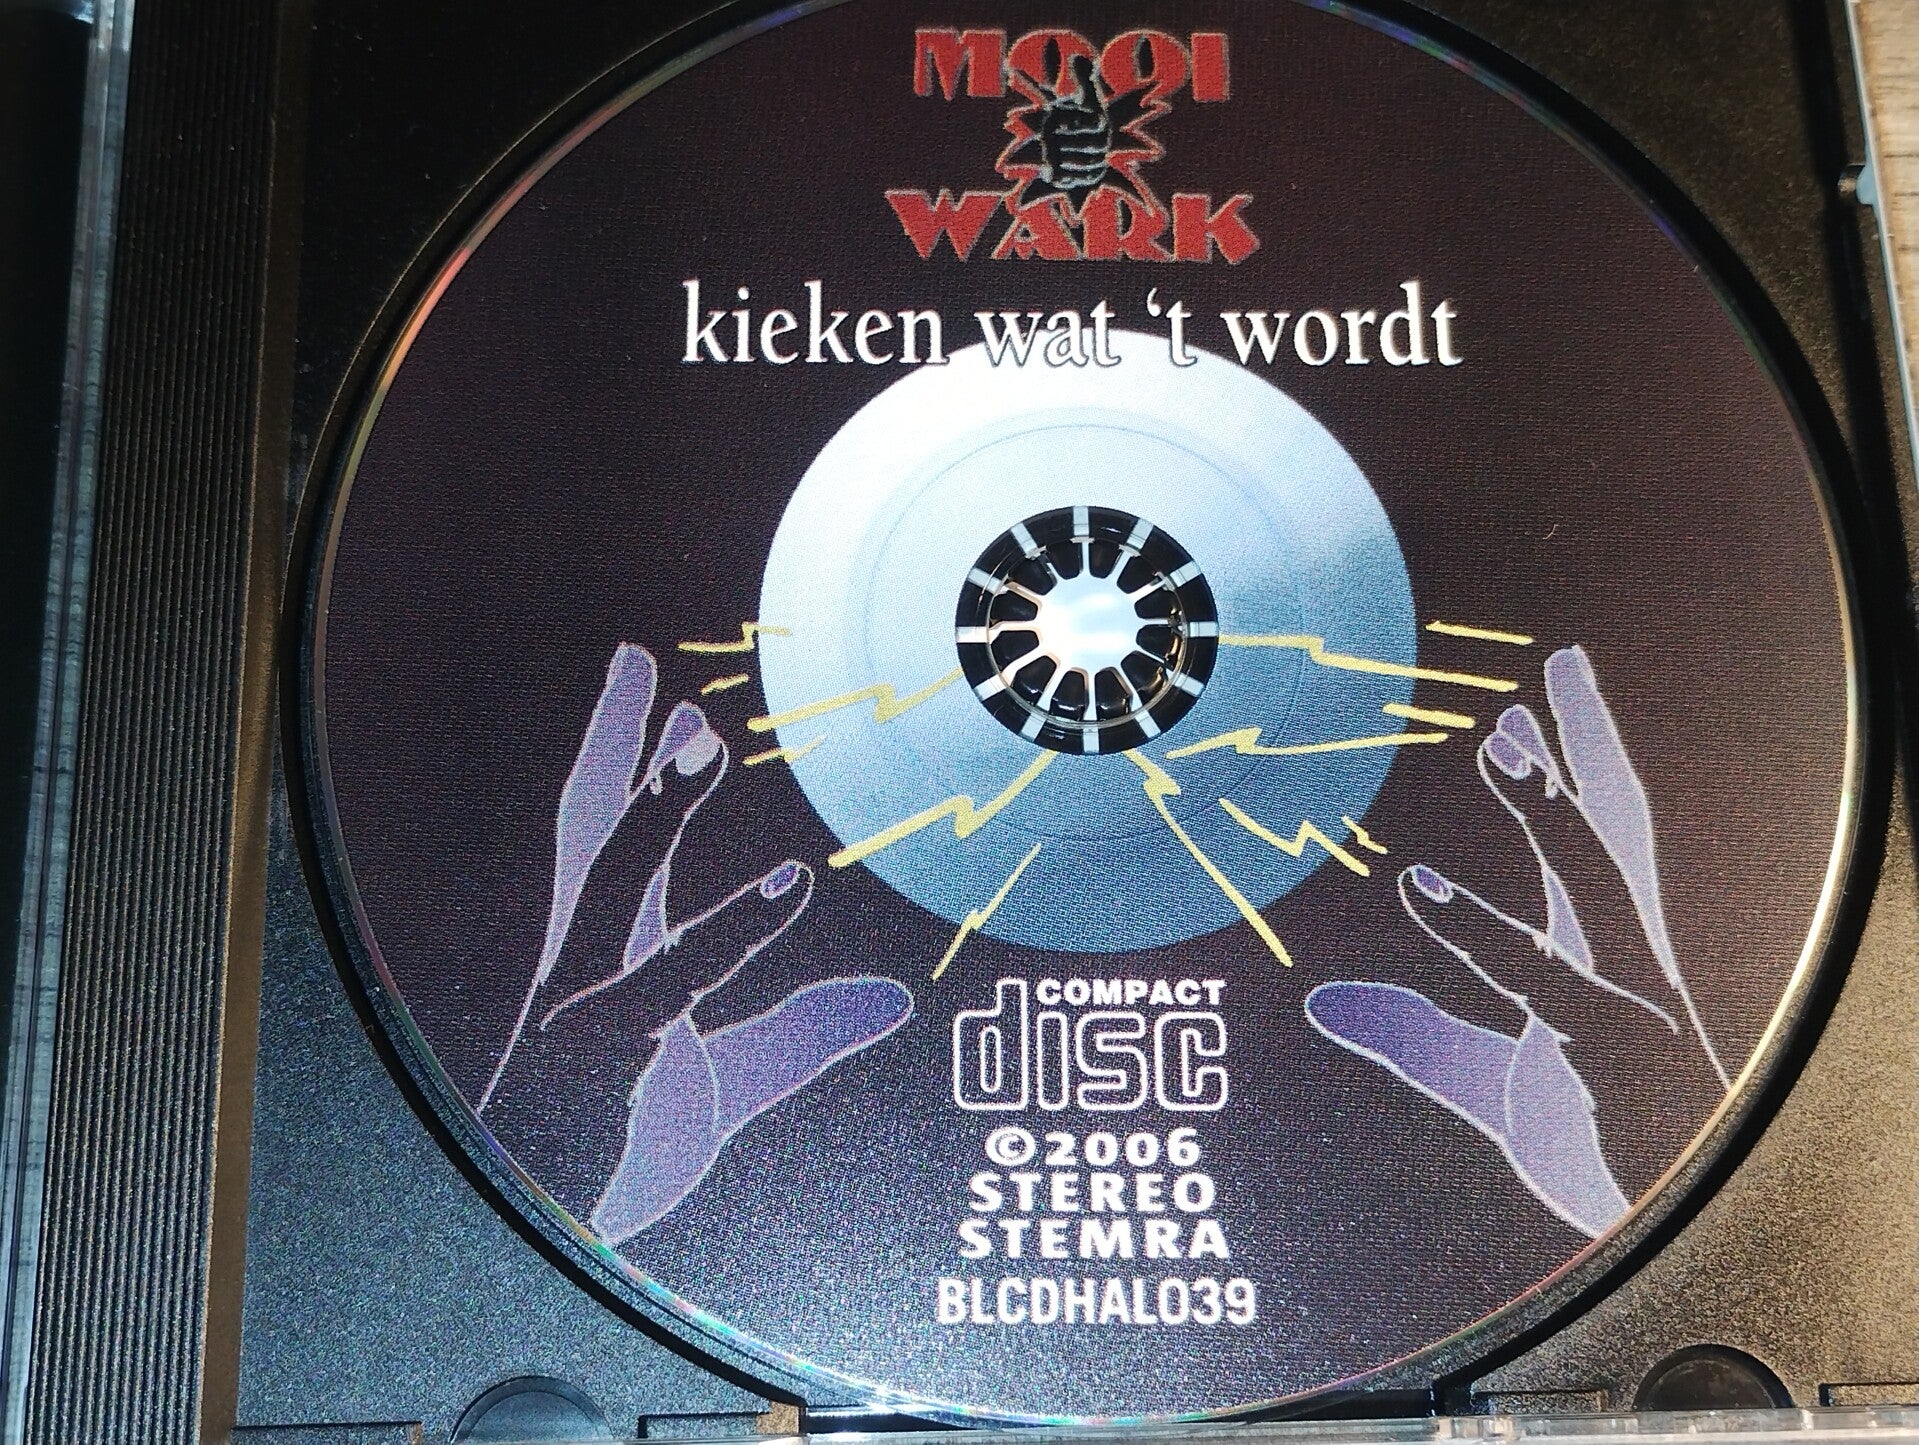 MOOI
WARK
kieken wat ‘t wordt
COMPACT
disc
©2006
STEREO
STEMRA
BLCDHAL039